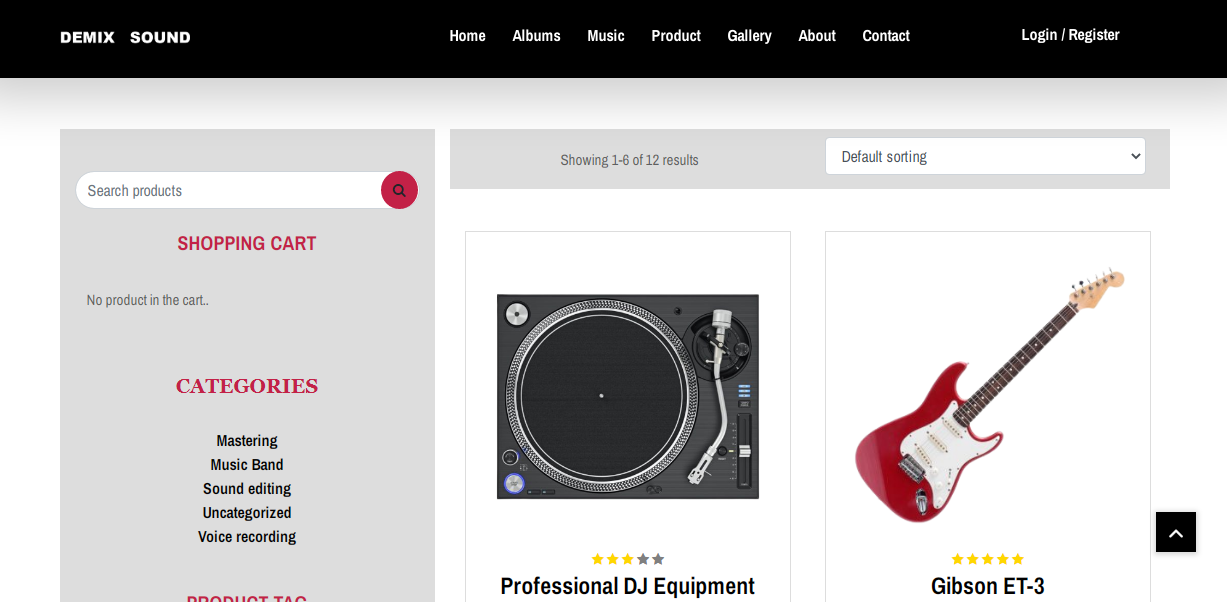 DEMIX SOUND
Home Albums Music Product Gallery About Contact Login / Register
Search products
SHOPPING CART
No product in the cart..
CATEGORIES
Mastering
Music Band
Sound editing
Uncategorized
Voice recording
PRODUCT TAG
Showing 1-6 of 12 results
Default sorting
Professional DJ Equipment
Gibson ET-3